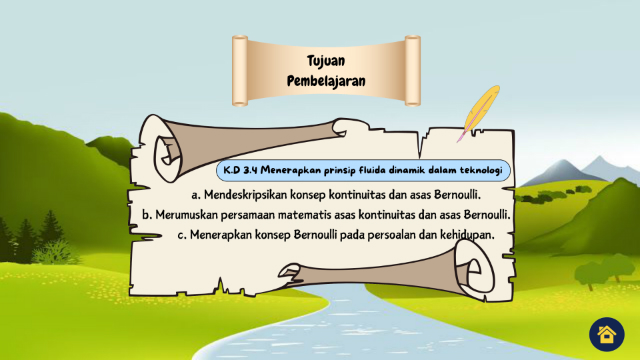 Tujuan
Pembelajaran
K.D 3.4 Menerapkan prinsip fluida dinamik dalam teknologi
a. Mendeskripsikan konsep kontinuitas dan asas Bernoulli.
b. Merumuskan persamaan matematis asas kontinuitas dan asas Bernoulli.
c. Menerapkan konsep Bernoulli pada persoalan dan kehidupan.